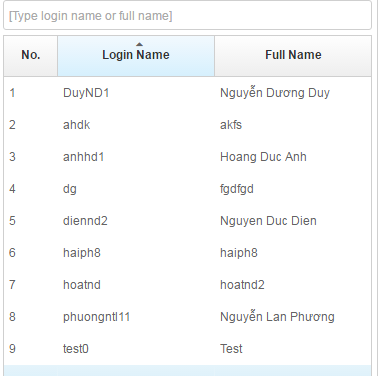 [Type login name or full name]
No. Login Name Full Name
1 DuyND1 Nguyễn Dương Duy
2 ahdk akfs
3 anhhd1 Hoang Duc Anh
4 dg fgdfgd
5 diennd2 Nguyen Duc Dien
6 haiph8 haiph8
7 hoatnd hoatnd2
8 phuongntl11 Nguyễn Lan Phương
9 test0 Test